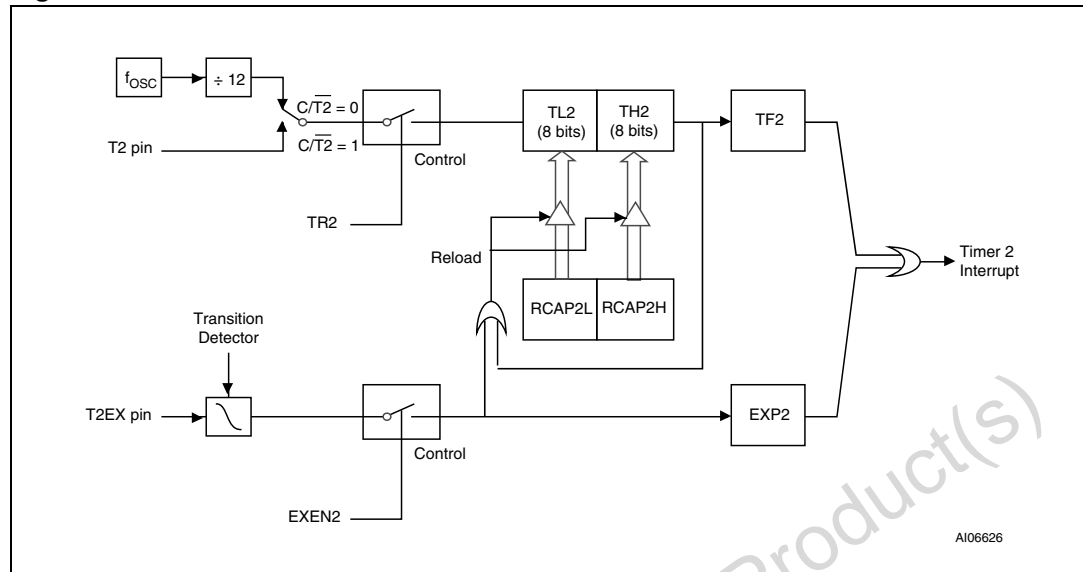 fOSC
÷ 12
C/T2 = 0
C/T2 = 1
T2 pin
Control
TR2
TL2
(8 bits)
TH2
(8 bits)
TF2
Reload
RCAP2L
RCAP2H
Timer 2
Interrupt
Transition
Detector
T2EX pin
Control
EXEN2
EXP2
Product(s)
AI06626